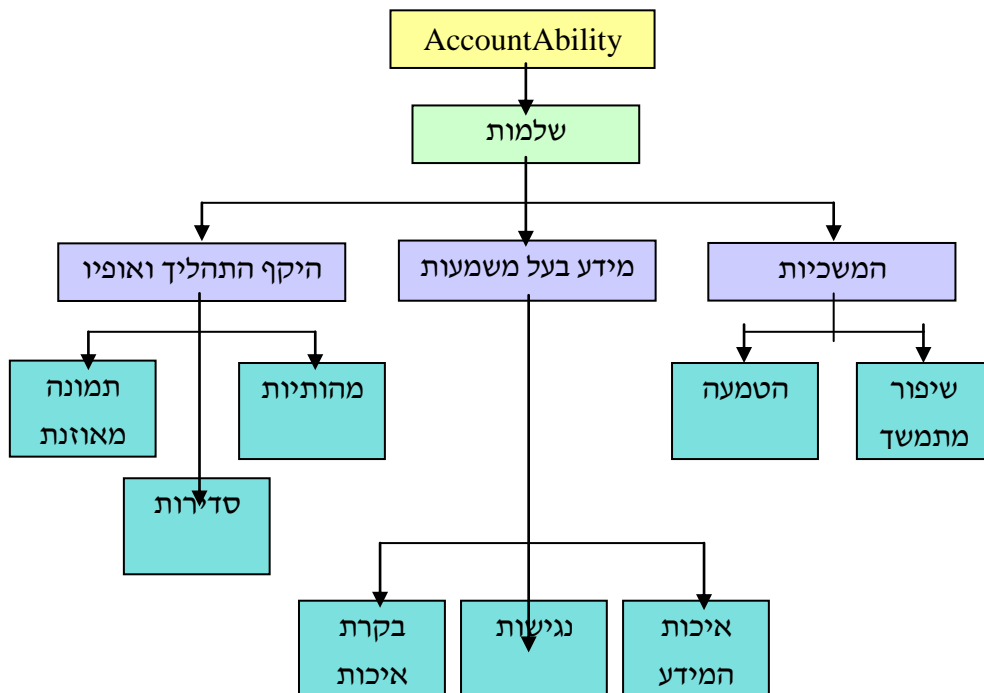 AccountAbility
שלמות
המשכיות
מידע בעל משמעות
היקף התהליך ואופיו
שיפור
מתמשך
הטמעה
מהותיות
תמונה
מאוזנת
סדירות
איכות
המידע
נגישות
בקרת
איכות